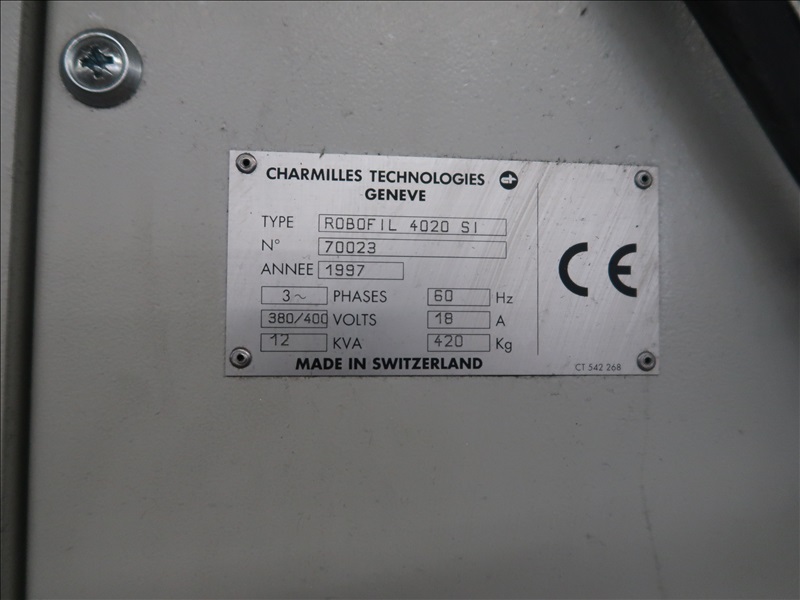 CHARMILLES TECHNOLOGIES
GENEVE
TYPE ROBOFIL 4020 SI
N° 70023
ANNEE 1997
3~ PHASES 60 Hz
380/400 VOLTS 18 A
12 KVA 420 Kg
MADE IN SWITZERLAND
CE
CT 542 268